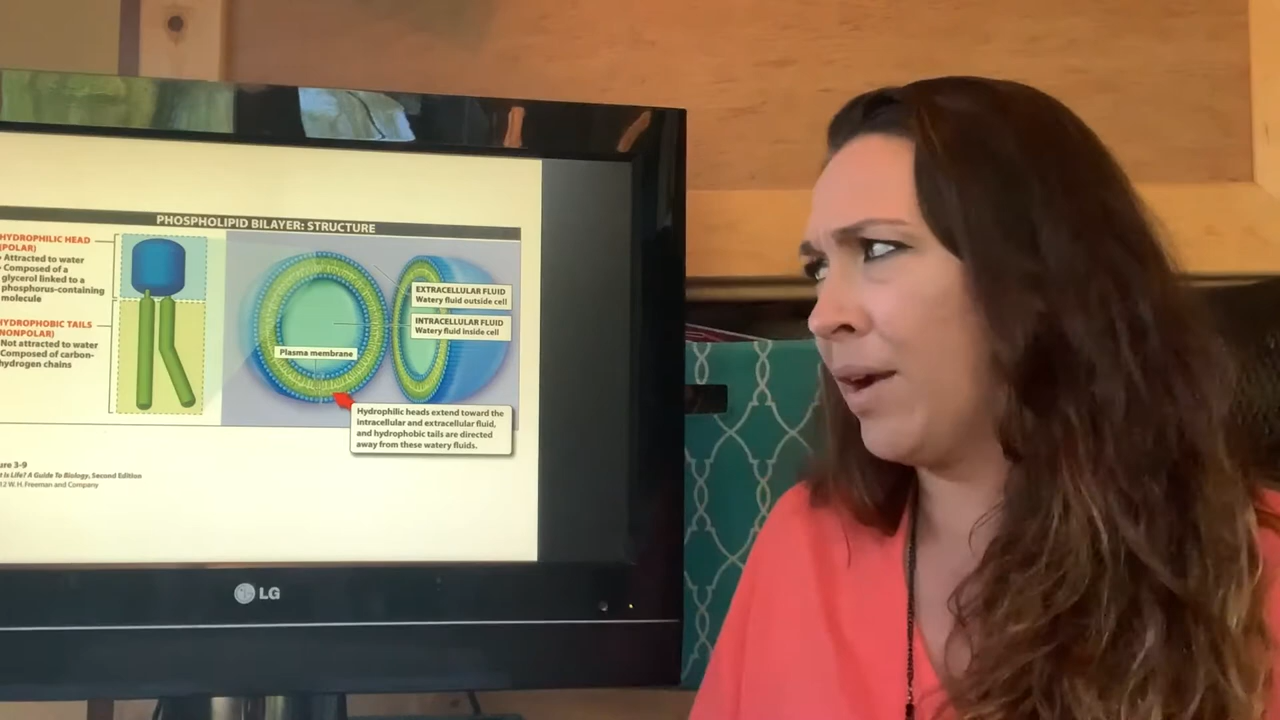 PHOSPHOLIPID BILAYER: STRUCTURE
HYDROPHILIC HEAD
(POLAR)
• Attracted to water
• Composed of a
glycerol linked to a
phosphorus-containing
molecule
HYDROPHOBIC TAILS
NONPOLAR)
Not attracted to water
Composed of carbon-
hydrogen chains
EXTRACELLULAR FLUID
Watery fluid outside cell
INTRACELLULAR FLUID
Watery fluid inside cell
Plasma membrane
Hydrophilic heads extend toward the
intracellular and extracellular fluid,
and hydrophobic tails are directed
away from these watery fluids.
ure 3-9
t Is Life? A Guide To Biology, Second Edition
12 W. H. Freeman and Company
LG